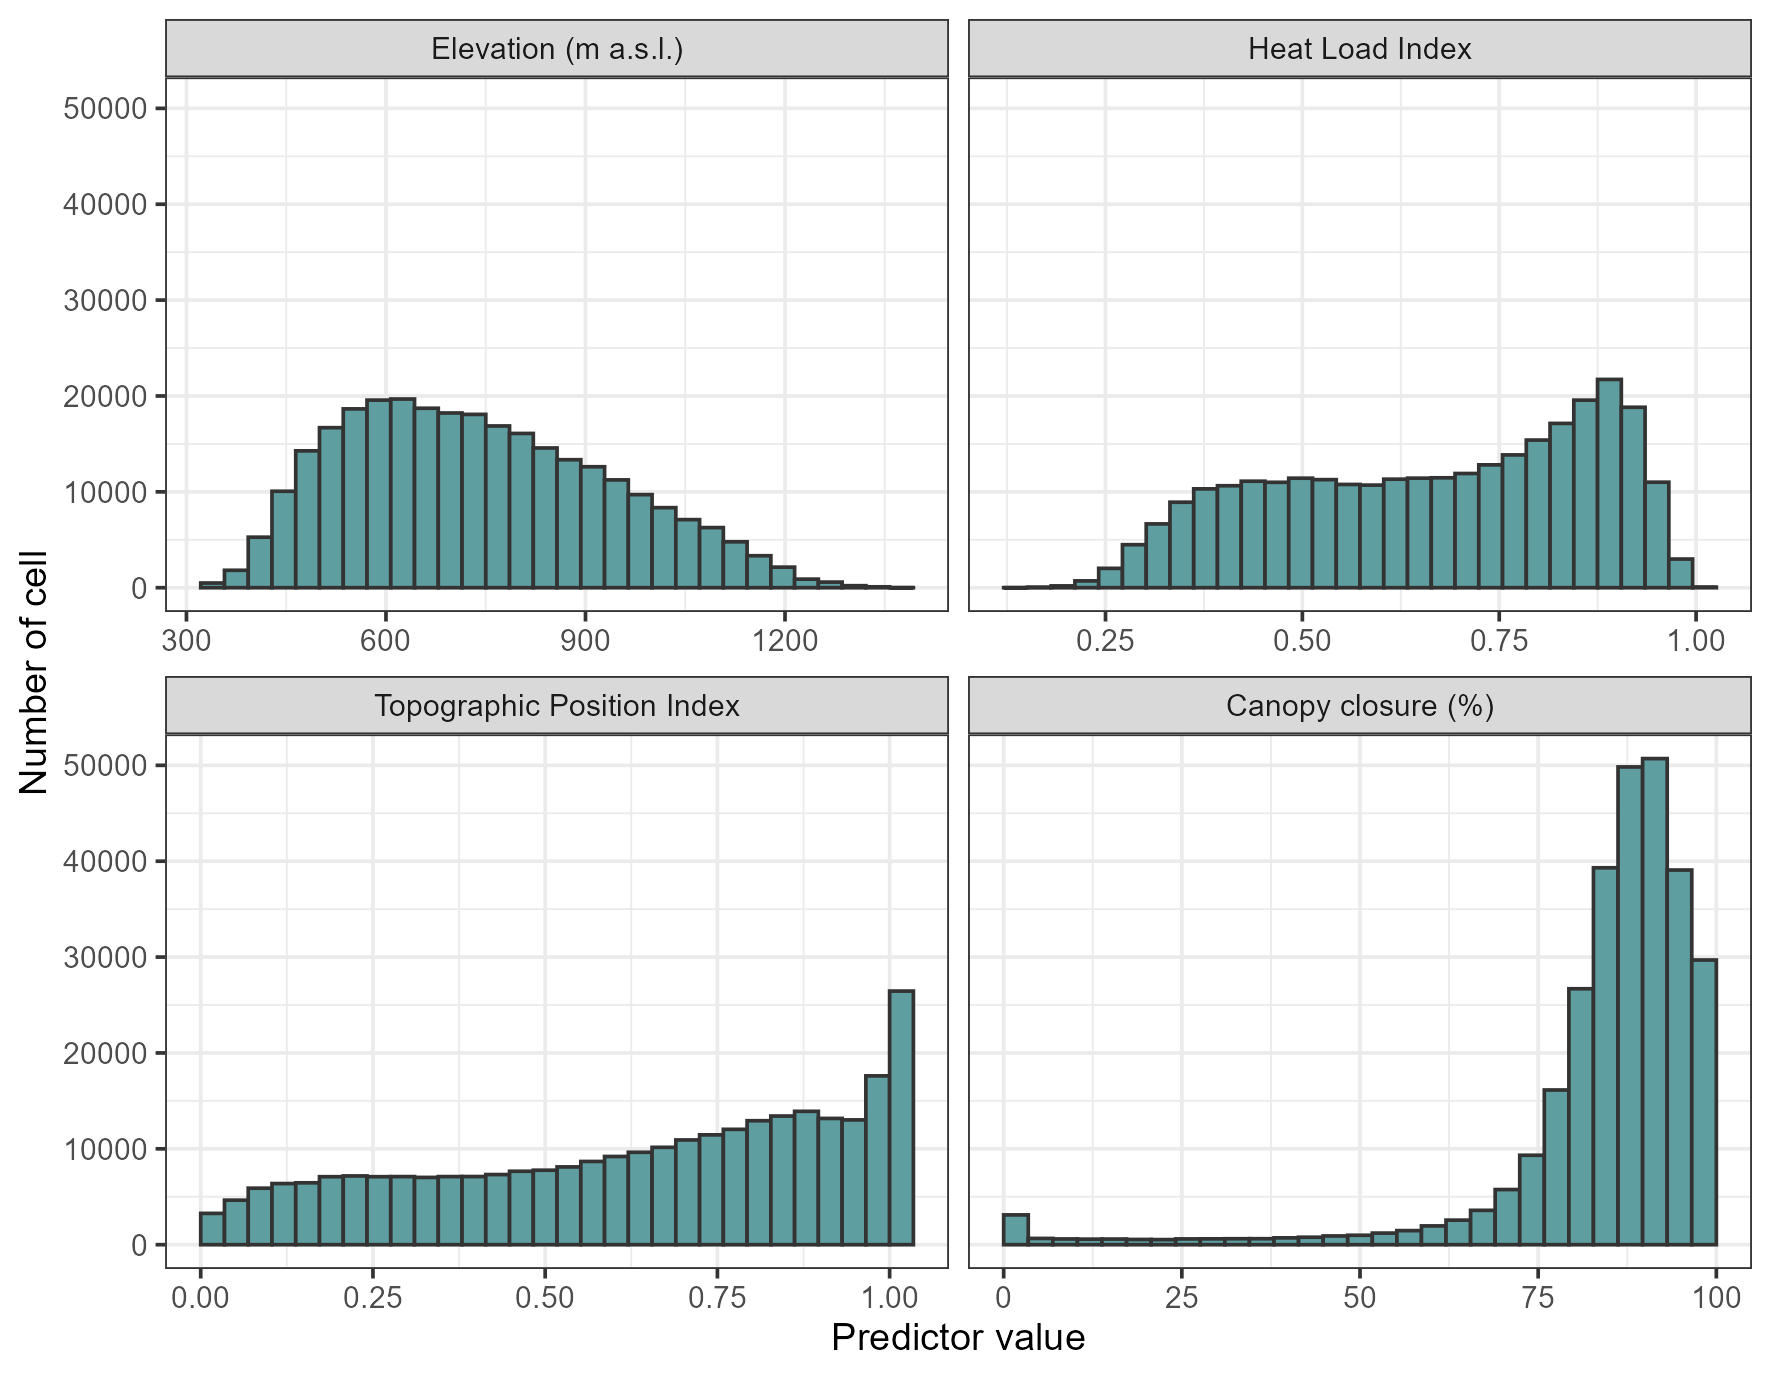 Elevation (m a.s.l.)
Heat Load Index
50000
40000
30000
20000
10000
0
300 600 900 1200
0.25 0.50 0.75 1.00
Number of cell
Topographic Position Index
Canopy closure (%)
50000
40000
30000
20000
10000
0
0.00 0.25 0.50 0.75 1.00
0 25 50 75 100
Predictor value